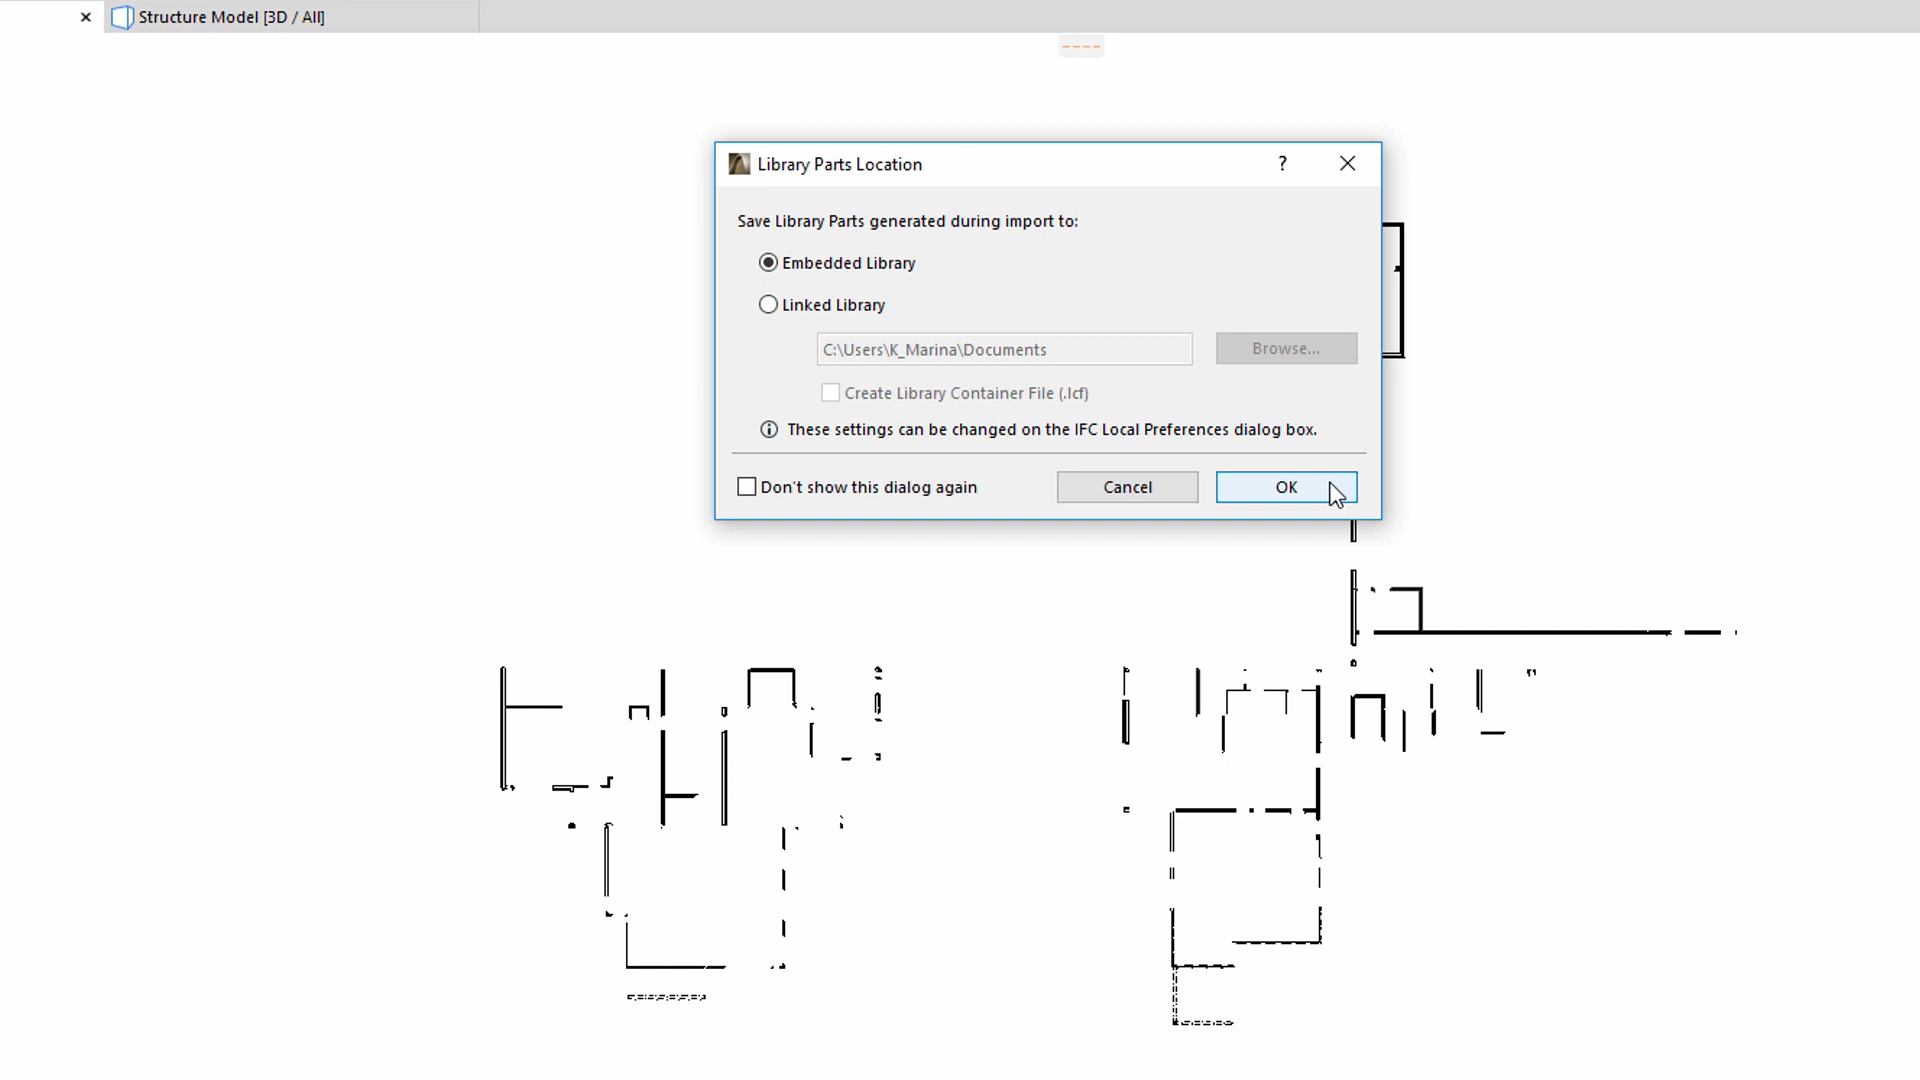 Structure Model [3D / All]
Library Parts Location
Save Library Parts generated during import to:
Embedded Library
Linked Library
C:\Users\K_Marina\Documents
Browse...
Create Library Container File (.lcf)
These settings can be changed on the IFC Local Preferences dialog box.
Don't show this dialog again
Cancel
OK